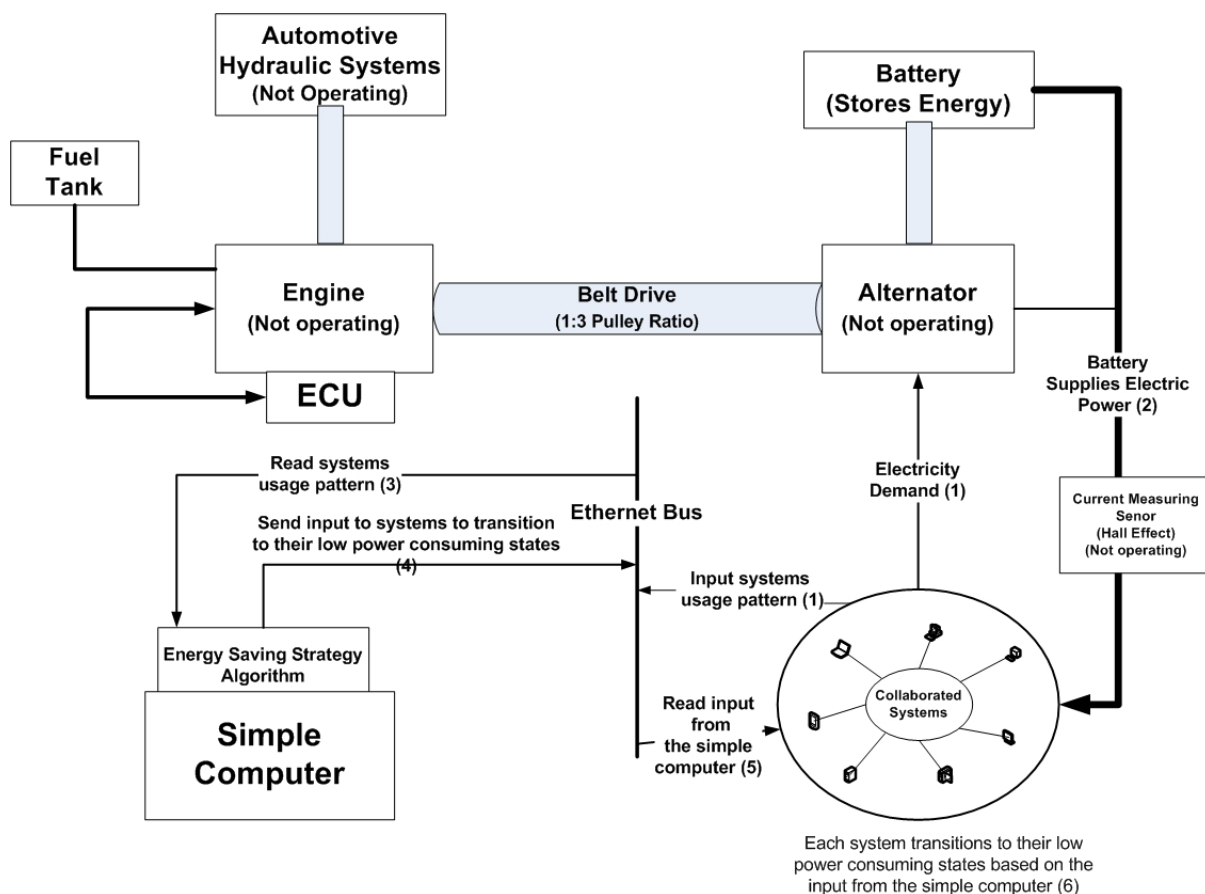 Automotive
Hydraulic Systems
(Not Operating)
Battery
(Stores Energy)
Fuel
Tank
Engine
(Not operating)
Belt Drive
(1:3 Pulley Ratio)
Alternator
(Not operating)
ECU
Battery
Supplies Electric
Power (2)
Read systems
usage pattern (3)
Electricity
Demand (1)
Ethernet Bus
Send input to systems to transition
to their low power consuming states
(4)
Current Measuring
Senor
(Hall Effect)
(Not operating)
Input systems
usage pattern (1)
Energy Saving Strategy
Algorithm
Simple
Computer
Collaborated
Systems
Read input
from
the simple
computer (5)
Each system transitions to their low
power consuming states based on the
input from the simple computer (6)